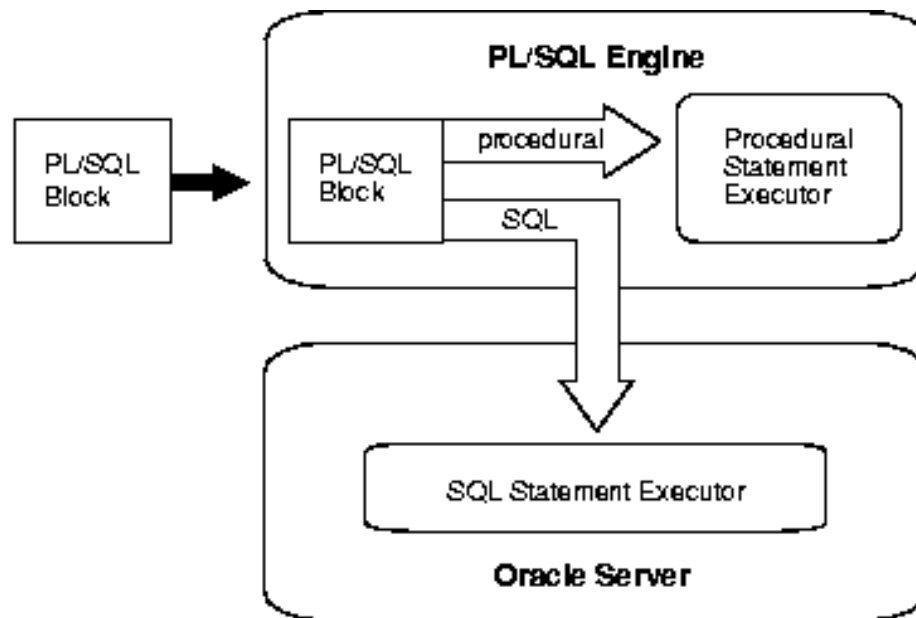 PL/SQL Engine
PL/SQL
Block
PL/SQL
Block
procedural
SQL
Procedural
Statement
Executor
SQL Statement Executor
Oracle Server